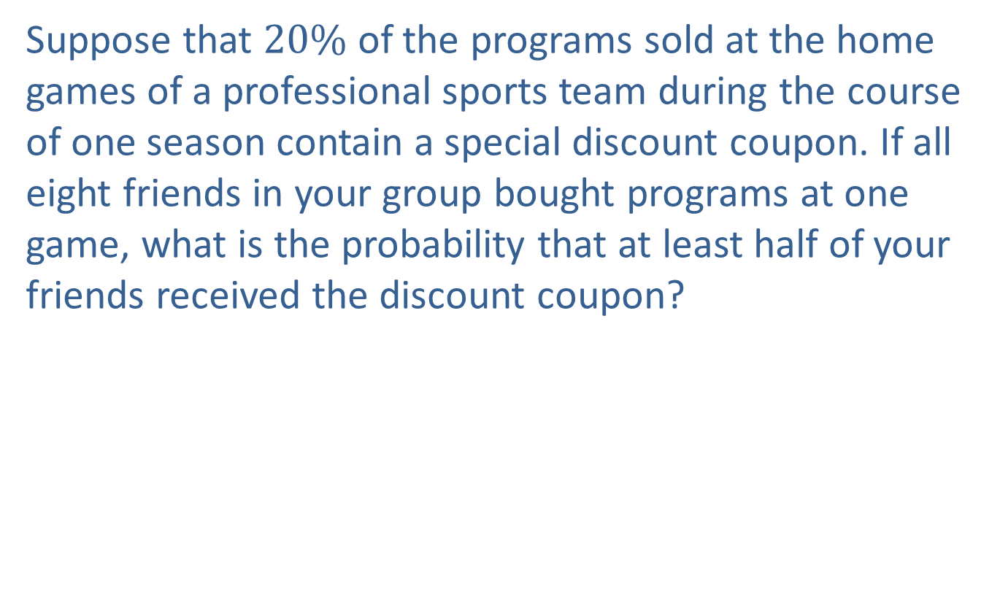 Suppose that 20% of the programs sold at the home
games of a professional sports team during the course
of one season contain a special discount coupon. If all
eight friends in your group bought programs at one
game, what is the probability that at least half of your
friends received the discount coupon?